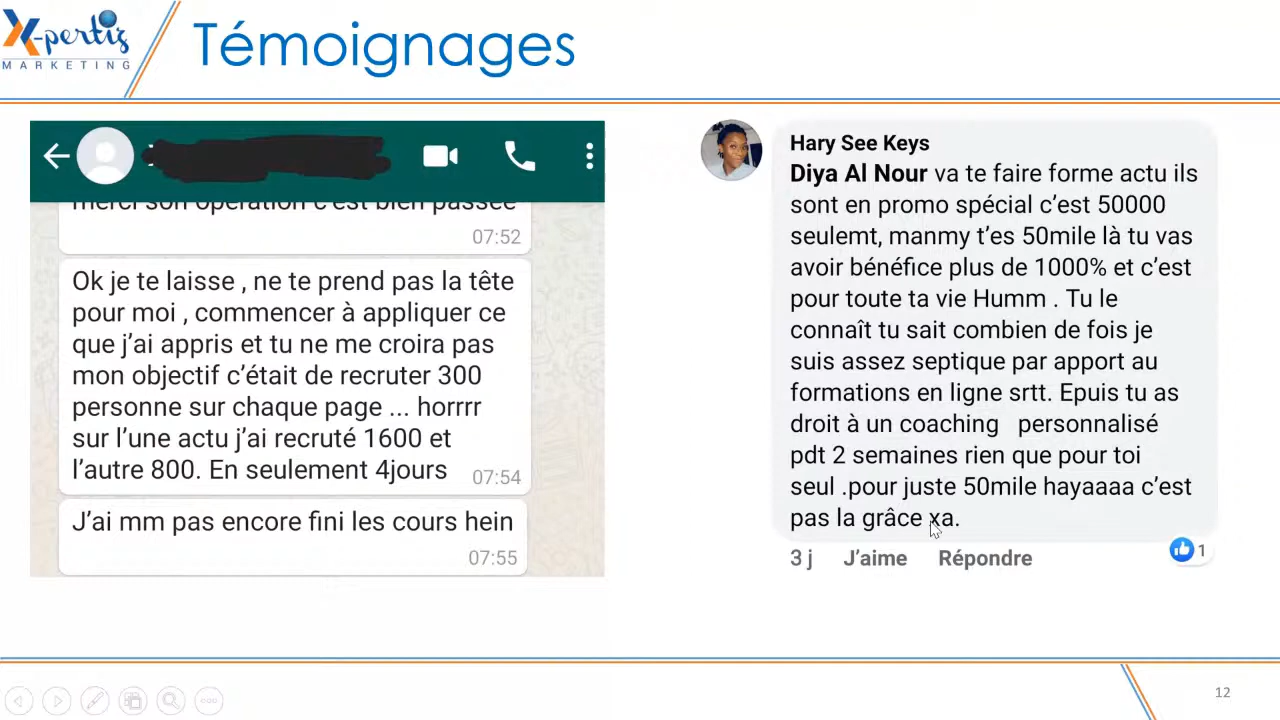 X-pertiz
MARKETING
Témoignages
merci son opération c'est bien passée
07:52
Ok je te laisse , ne te prend pas la tête
pour moi , commencer à appliquer ce
que j'ai appris et tu ne me croira pas
mon objectif c'était de recruter 300
personne sur chaque page ... horrrr
sur l'une actu j'ai recruté 1600 et
l'autre 800. En seulement 4jours
07:54
J'ai mm pas encore fini les cours hein
07:55
Hary See Keys
Diya Al Nour va te faire forme actu ils
sont en promo spécial c'est 50000
seulemt, manmy t'es 50mile là tu vas
avoir bénéfice plus de 1000% et c'est
pour toute ta vie Humm . Tu le
connaît tu sait combien de fois je
suis assez septique par apport au
formations en ligne srtt. Epuis tu as
droit à un coaching personnalisé
pdt 2 semaines rien que pour toi
seul .pour juste 50mile hayaaaa c'est
pas la grâce xa.
3 j J'aime Répondre
1
12